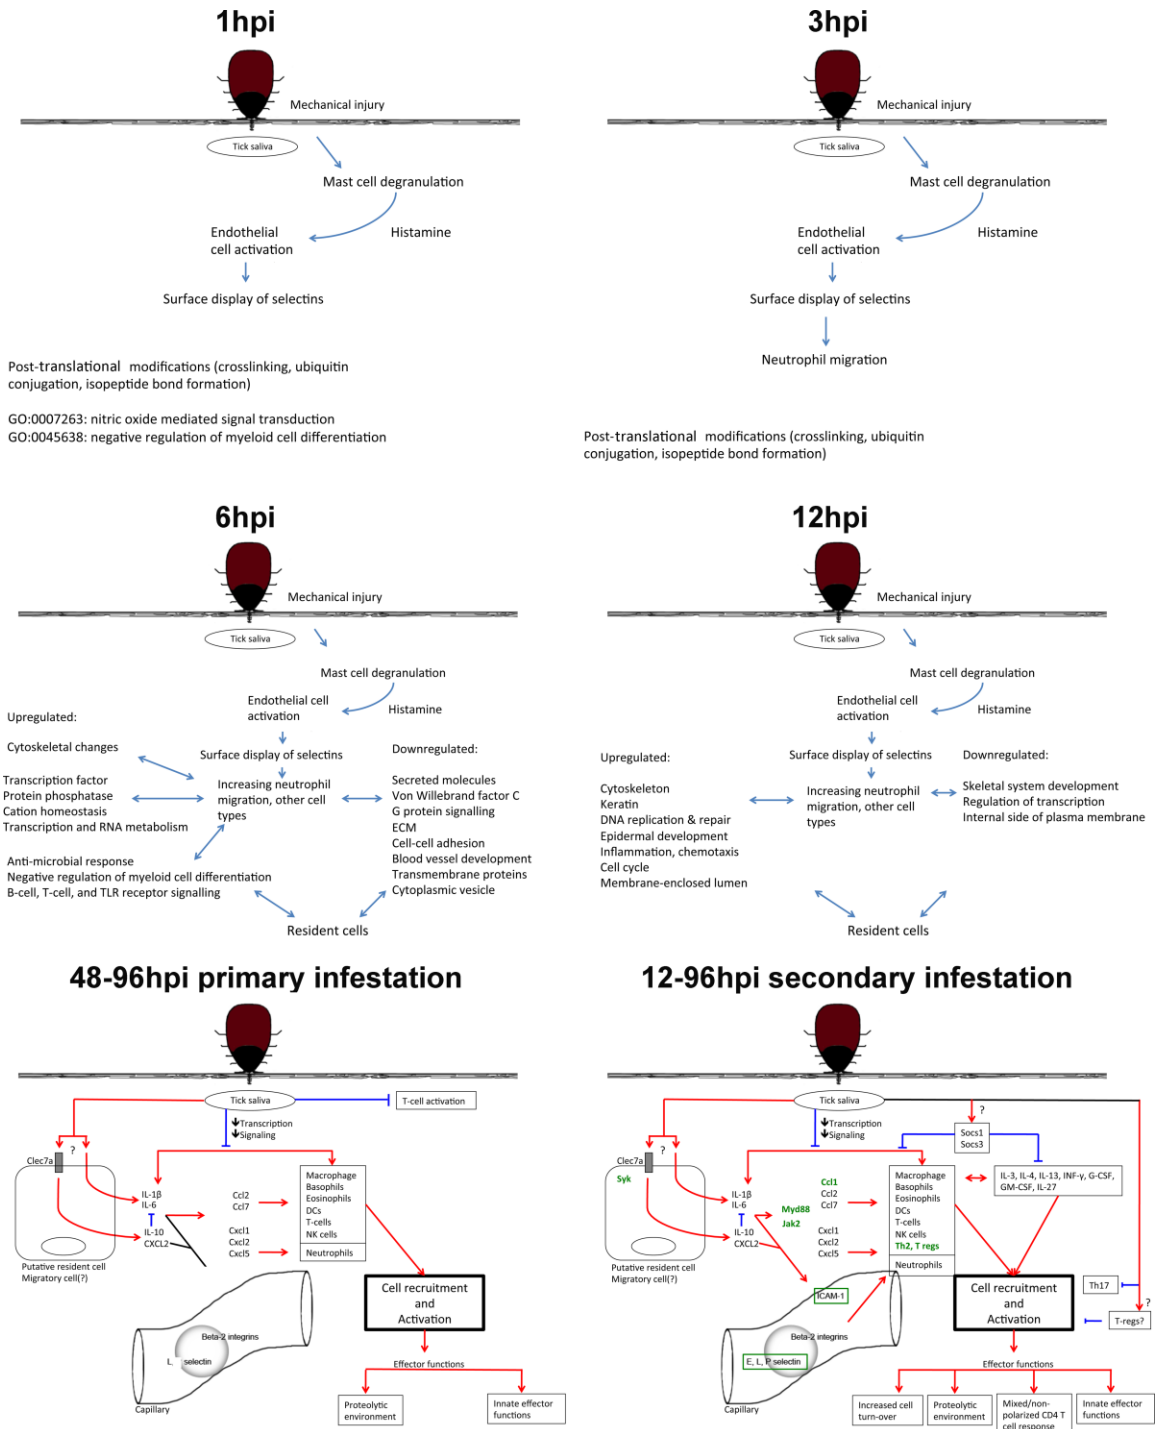 1hpi
Mechanical injury
Tick saliva
Mast cell degranulation
Endothelial
cell activation
Histamine
Surface display of selectins
Post-translational modifications (crosslinking, ubiquitin
conjugation, isopeptide bond formation)
GO:0007263: nitric oxide mediated signal transduction
GO:0045638: negative regulation of myeloid cell differentiation
3hpi
Mechanical injury
Tick saliva
Mast cell degranulation
Endothelial
cell activation
Histamine
Surface display of selectins
Neutrophil migration
Post-translational modifications (crosslinking, ubiquitin
conjugation, isopeptide bond formation)
6hpi
Mechanical injury
Tick saliva
Mast cell degranulation
Endothelial cell
activation
Histamine
Upregulated:
Cytoskeletal changes
Surface display of selectins
Downregulated:
Transcription factor
Protein phosphatase
Cation homeostasis
Transcription and RNA metabolism
Increasing neutrophil
migration, other cell
types
Secreted molecules
Von Willebrand factor C
G protein signalling
ECM
Cell-cell adhesion
Blood vessel development
Transmembrane proteins
Cytoplasmic vesicle
Anti-microbial response
Negative regulation of myeloid cell differentiation
B-cell, T-cell, and TLR receptor signalling
Resident cells
12hpi
Mechanical injury
Tick saliva
Mast cell degranulation
Endothelial cell
activation
Histamine
Surface display of selectins
Upregulated:
Cytoskeleton
Keratin
DNA replication & repair
Epidermal development
Inflammation, chemotaxis
Cell cycle
Membrane-enclosed lumen
Increasing neutrophil
migration, other cell
types
Downregulated:
Skeletal system development
Regulation of transcription
Internal side of plasma membrane
Resident cells
48-96hpi primary infestation
Tick saliva
T-cell activation
Transcription
Signaling
?
Clec7a
IL-1β
IL-6
IL-10
CXCL2
Ccl2
Ccl7
Cxcl1
Cxcl2
Cxcl5
Macrophage
Basophils
Eosinophils
DCs
T-cells
NK cells
Neutrophils
Putative resident cell
Migratory cell(?)
Cell recruitment
and
Activation
Beta-2 integrins
L, selectin
Capillary
Effector functions
Proteolytic
environment
Innate effector
functions
12-96hpi secondary infestation
Tick saliva
Transcription
Signaling
?
Socs1
Socs3
?
Clec7a
Syk
IL-1β
IL-6
IL-10
CXCL2
Myd88
Jak2
Ccl1
Ccl2
Ccl7
Cxcl1
Cxcl2
Cxcl5
Macrophage
Basophils
Eosinophils
DCs
T-cells
NK cells
Th2, T regs
Neutrophils
IL-3, IL-4, IL-13, INF-γ, G-CSF,
GM-CSF, IL-27
Putative resident cell
Migratory cell(?)
ICAM-1
Cell recruitment
and
Activation
Th17
?
T-regs?
Beta-2 integrins
E, L, P selectin
Capillary
Effector functions
Increased cell
turn-over
Proteolytic
environment
Mixed/non-
polarized CD4 T
cell response
Innate effector
functions